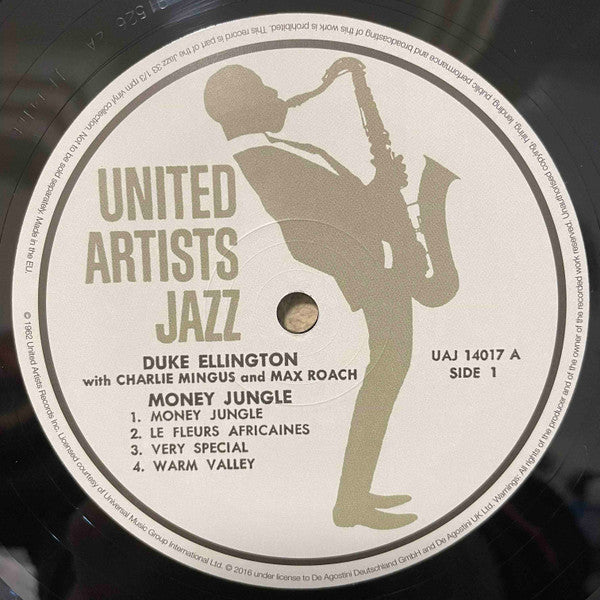 UNITED
ARTISTS
JAZZ
DUKE ELLINGTON
with CHARLIE MINGUS and MAX ROACH
MONEY JUNGLE
1. MONEY JUNGLE
2. LE FLEURS AFRICAINES
3. VERY SPECIAL
4. WARM VALLEY
UAJ 14017 A
SIDE 1
© 1962 United Artists Records Inc. Licensed courtesy of Universal Music Group International Ltd. © 2016 under license to De Agostini Deutschland GmbH and De Agostini UK Ltd. Warnings: All rights of the producer and of the owner of the recorded work reserved. Unauthorised copying, hiring, lending, public performance and broadcasting of this record is prohibited. This record is part of the Jazz 33 1/3 rpm vinyl collection. Not to be sold separately. Made in the EU.